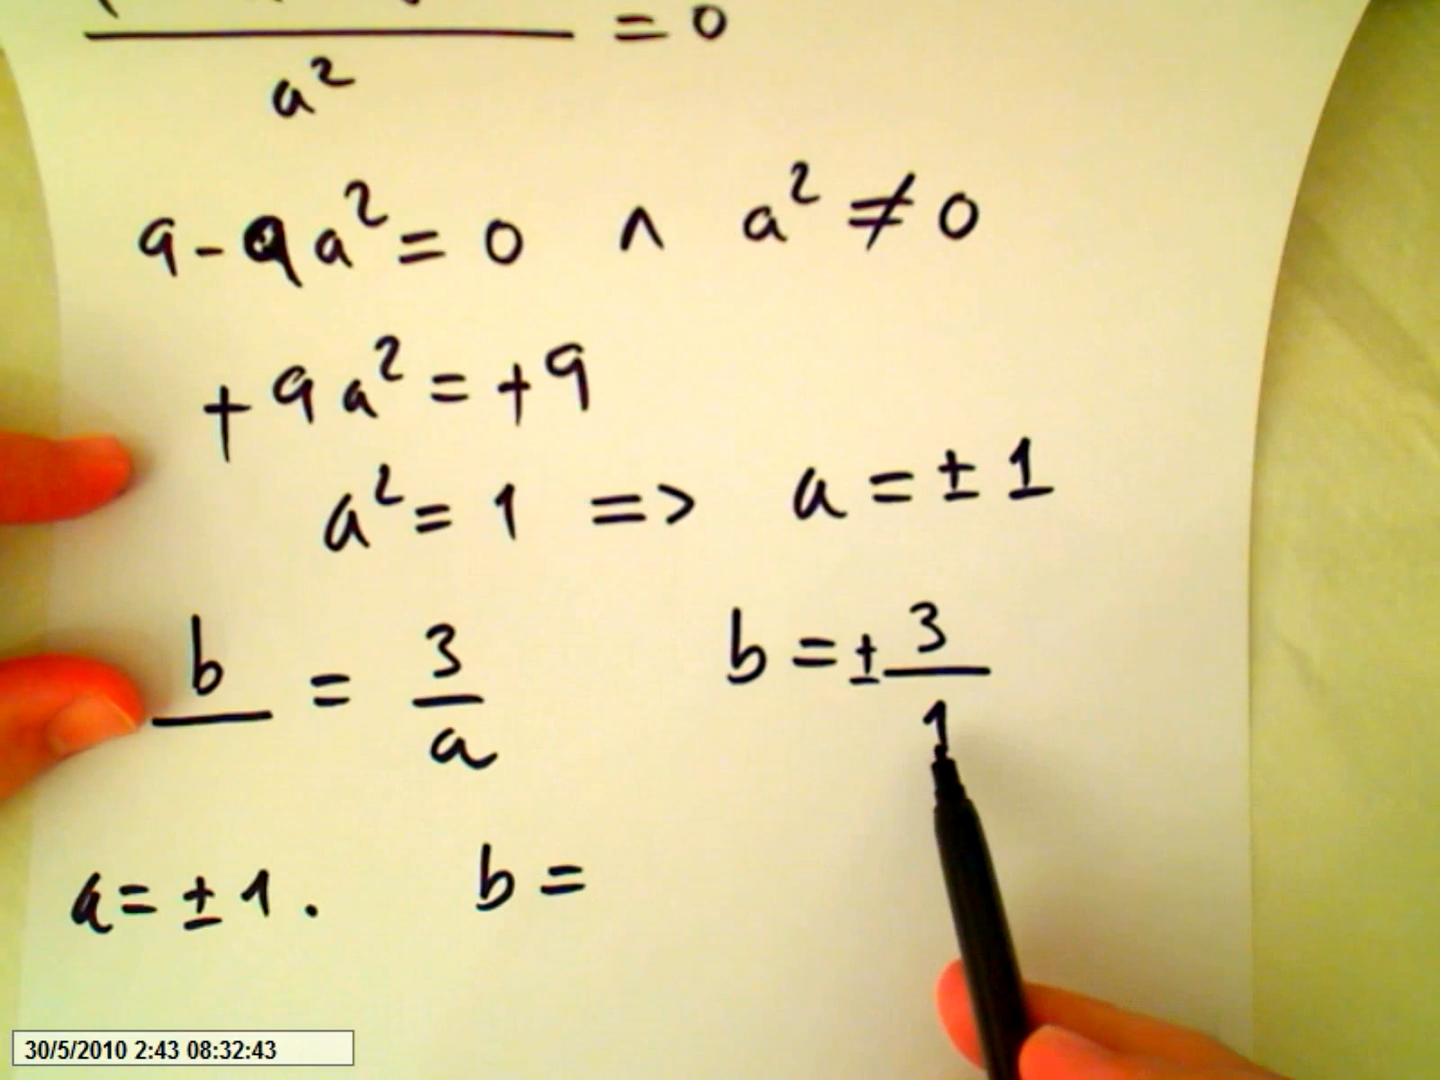 = 0
a²
9 - 9a² = 0 ∧ a² ≠ 0
+ 9a² = + 9
a² = 1 => a = ± 1
b = 3/a b = ± 3/1
a = ± 1 . b =
30/5/2010 2:43 08:32:43